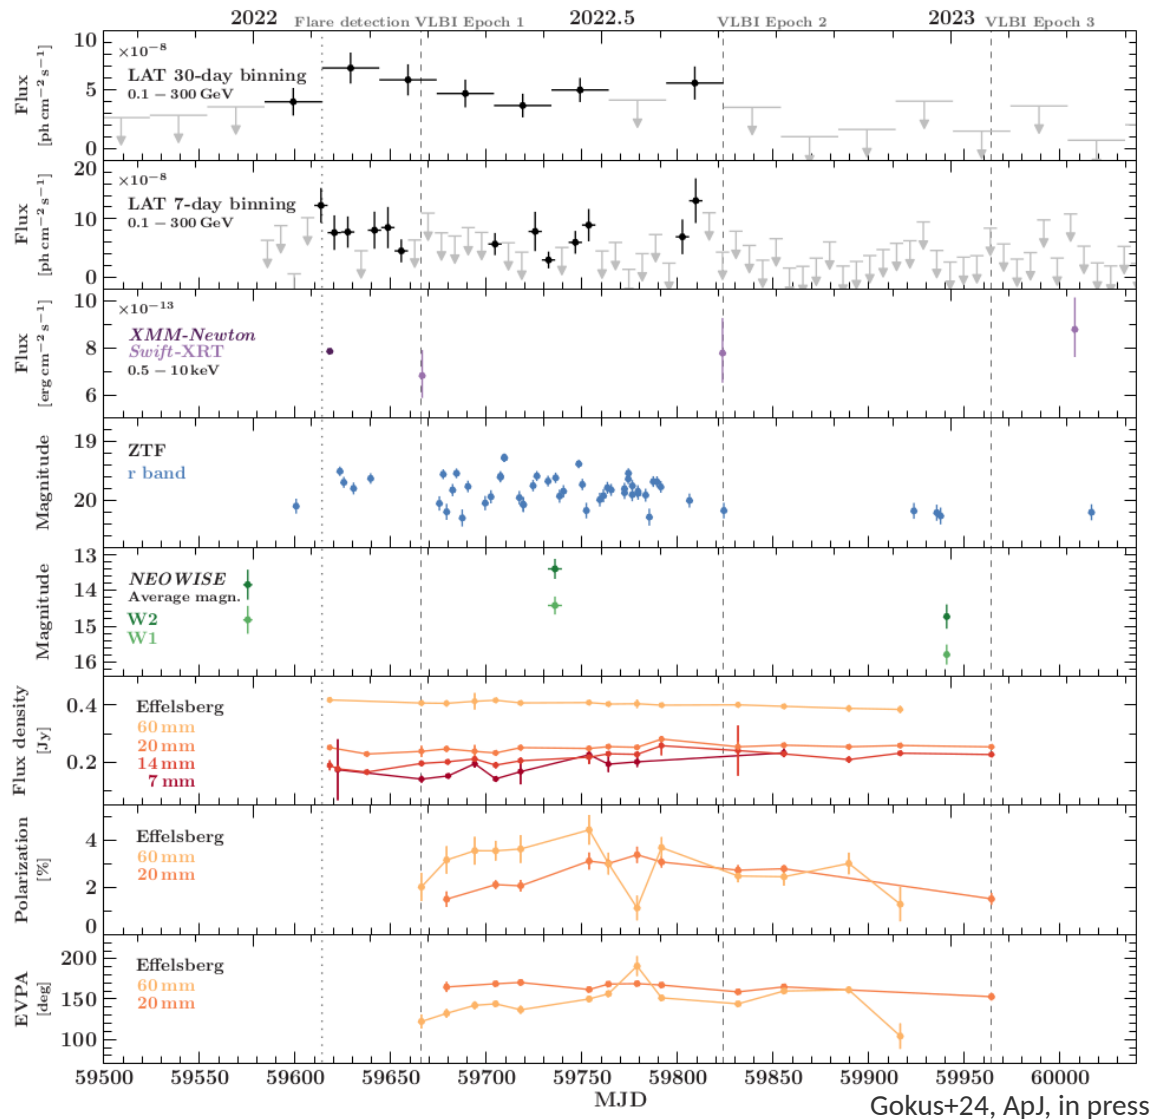 2022 2022.5 2023
Flare detection VLBI Epoch 1 VLBI Epoch 2 VLBI Epoch 3
Flux
[ph cm−2 s−1]
10
5
0
×10−8
LAT 30-day binning
0.1 − 300 GeV
Flux
[ph cm−2 s−1]
20
10
0
×10−8
LAT 7-day binning
0.1 − 300 GeV
Flux
[erg cm−2 s−1]
10
8
6
×10−13
XMM-Newton
Swift-XRT
0.5 − 10 keV
Magnitude
19
20
ZTF
r band
Magnitude
13
14
15
16
NEOWISE
Average magn.
W2
W1
Flux density
[Jy]
0.4
0.2
Effelsberg
60 mm
20 mm
14 mm
7 mm
Polarization
[%]
4
2
0
Effelsberg
60 mm
20 mm
EVPA
[deg]
200
150
100
Effelsberg
60 mm
20 mm
59500 59550 59600 59650 59700 59750 59800 59850 59900 59950 60000
MJD
Gokus+24, ApJ, in press